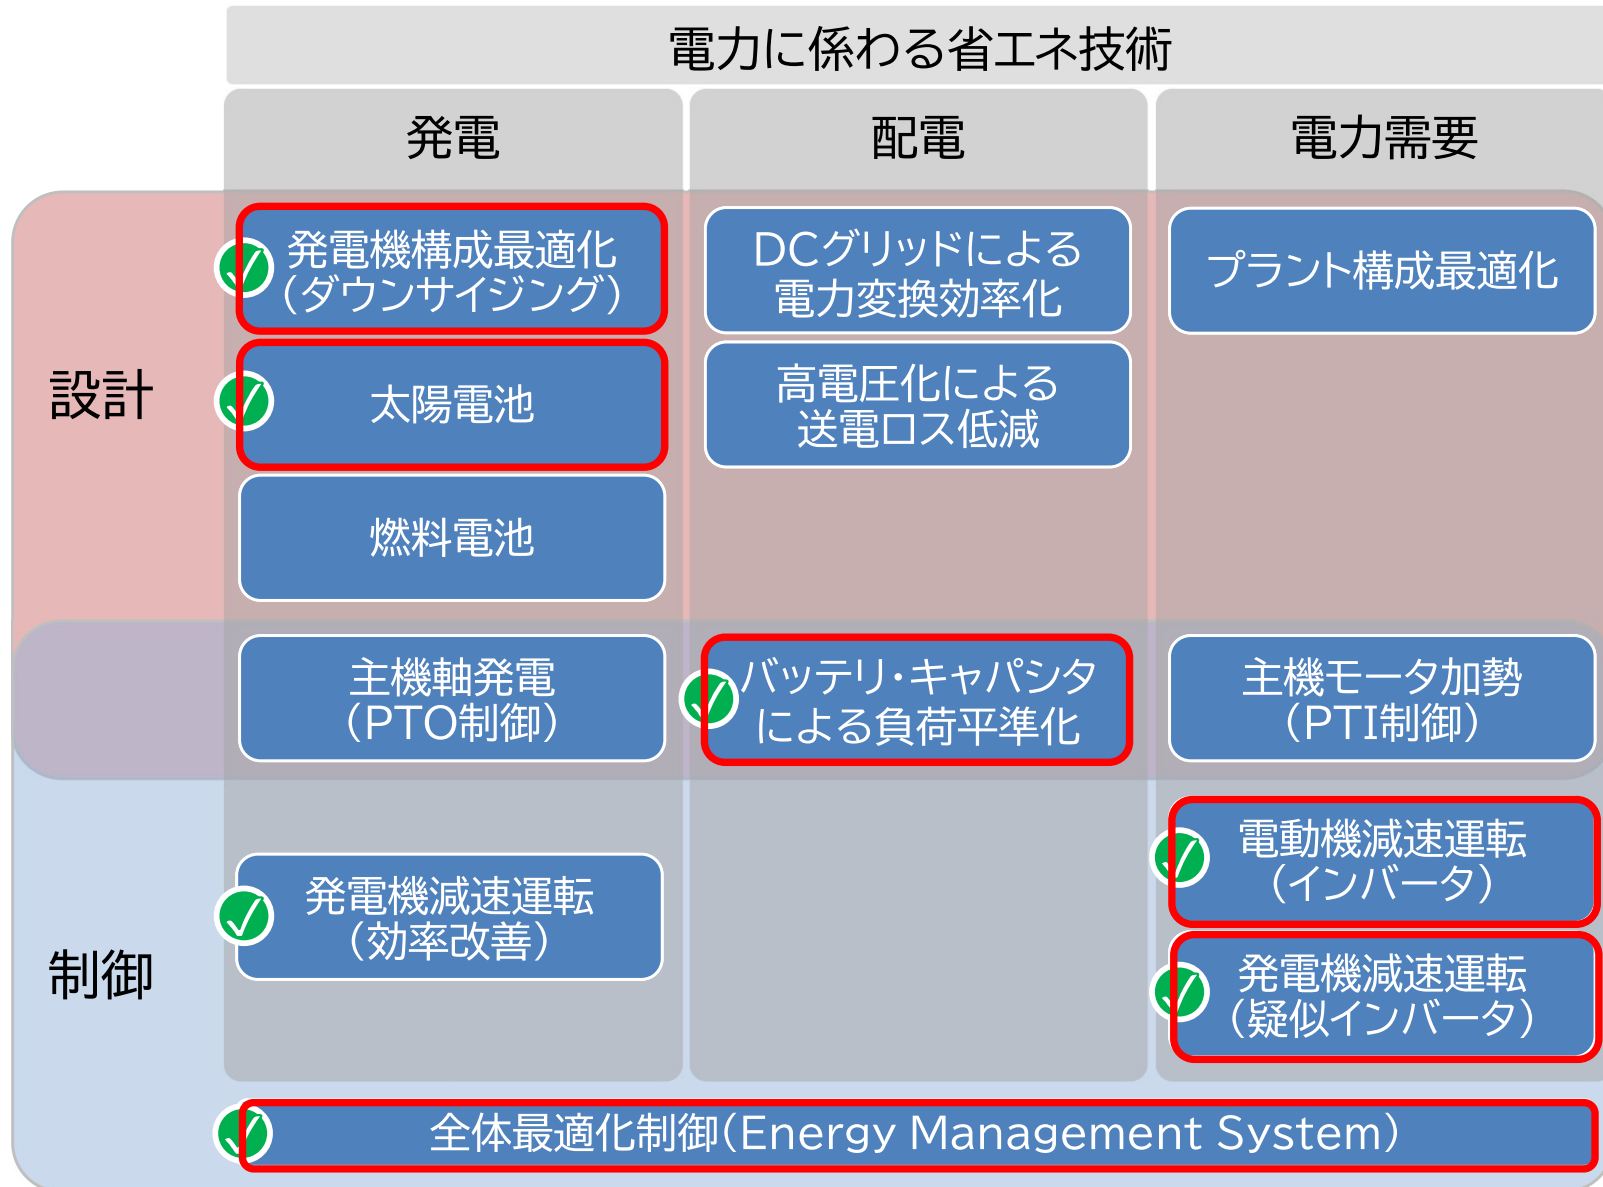 電力に係わる省エネ技術
発電
配電
電力需要
設計
発電機構成最適化
（ダウンサイジング）
DCグリッドによる
電力変換効率化
プラント構成最適化
太陽電池
高電圧化による
送電ロス低減
燃料電池
主機軸発電
（PTO制御）
バッテリ・キャパシタ
による負荷平準化
主機モータ加勢
（PTI制御）
制御
発電機減速運転
（効率改善）
電動機減速運転
（インバータ）
発電機減速運転
（疑似インバータ）
全体最適化制御（Energy Management System）